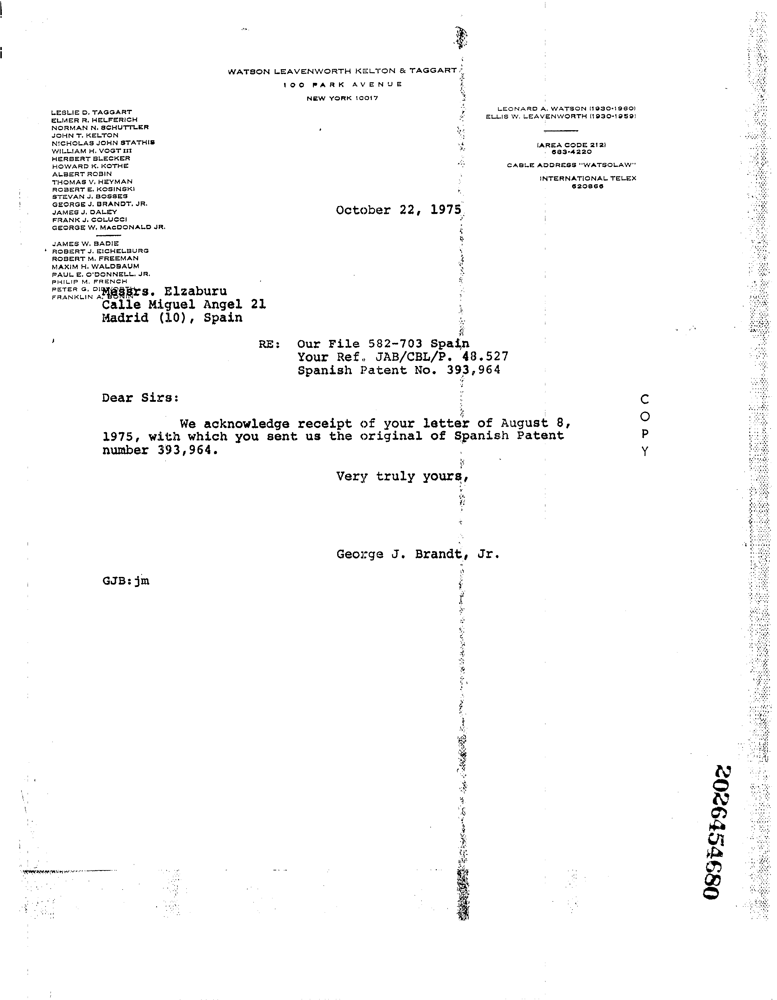 WATSON LEAVENWORTH KELTON & TAGGART
100 PARK AVENUE
NEW YORK 10017
LESLIE D. TAGGART
ELMER R. HELFERICH
NORMAN N. SCHUTTLER
JOHN T. KELTON
NICHOLAS JOHN STATHIS
WILLIAM H. VOGT III
HERBERT BLECKER
HOWARD K. KOTHE
ALBERT ROBIN
THOMAS V. HEYMAN
ROBERT E. KOSINSKI
STEVAN J. BOSSES
GEORGE J. BRANDT, JR.
JAMES J. DALEY
FRANK J. COLUCCI
GEORGE W. MACDONALD JR.
JAMES W. BADIE
ROBERT J. EICHELBURG
ROBERT M. FREEMAN
MAXIM H. WALDBAUM
PAUL E. O'DONNELL, JR.
PHILIP M. FRENCH
PETER G.
FRANKLIN A.
LEONARD A. WATSON (1930-1960)
ELLIS W. LEAVENWORTH (1930-1959)
(AREA CODE 212)
683-4220
CABLE ADDRESS "WATSOLAW"
INTERNATIONAL TELEX
620866
October 22, 1975
Messrs. Elzaburu
Calle Miguel Angel 21
Madrid (10), Spain
RE: Our File 582-703 Spain
Your Ref. JAB/CBL/P. 48.527
Spanish Patent No. 393,964
Dear Sirs:
We acknowledge receipt of your letter of August 8,
1975, with which you sent us the original of Spanish Patent
number 393,964.
Very truly yours,
George J. Brandt, Jr.
GJB:jm
C
O
P
Y
2026454680